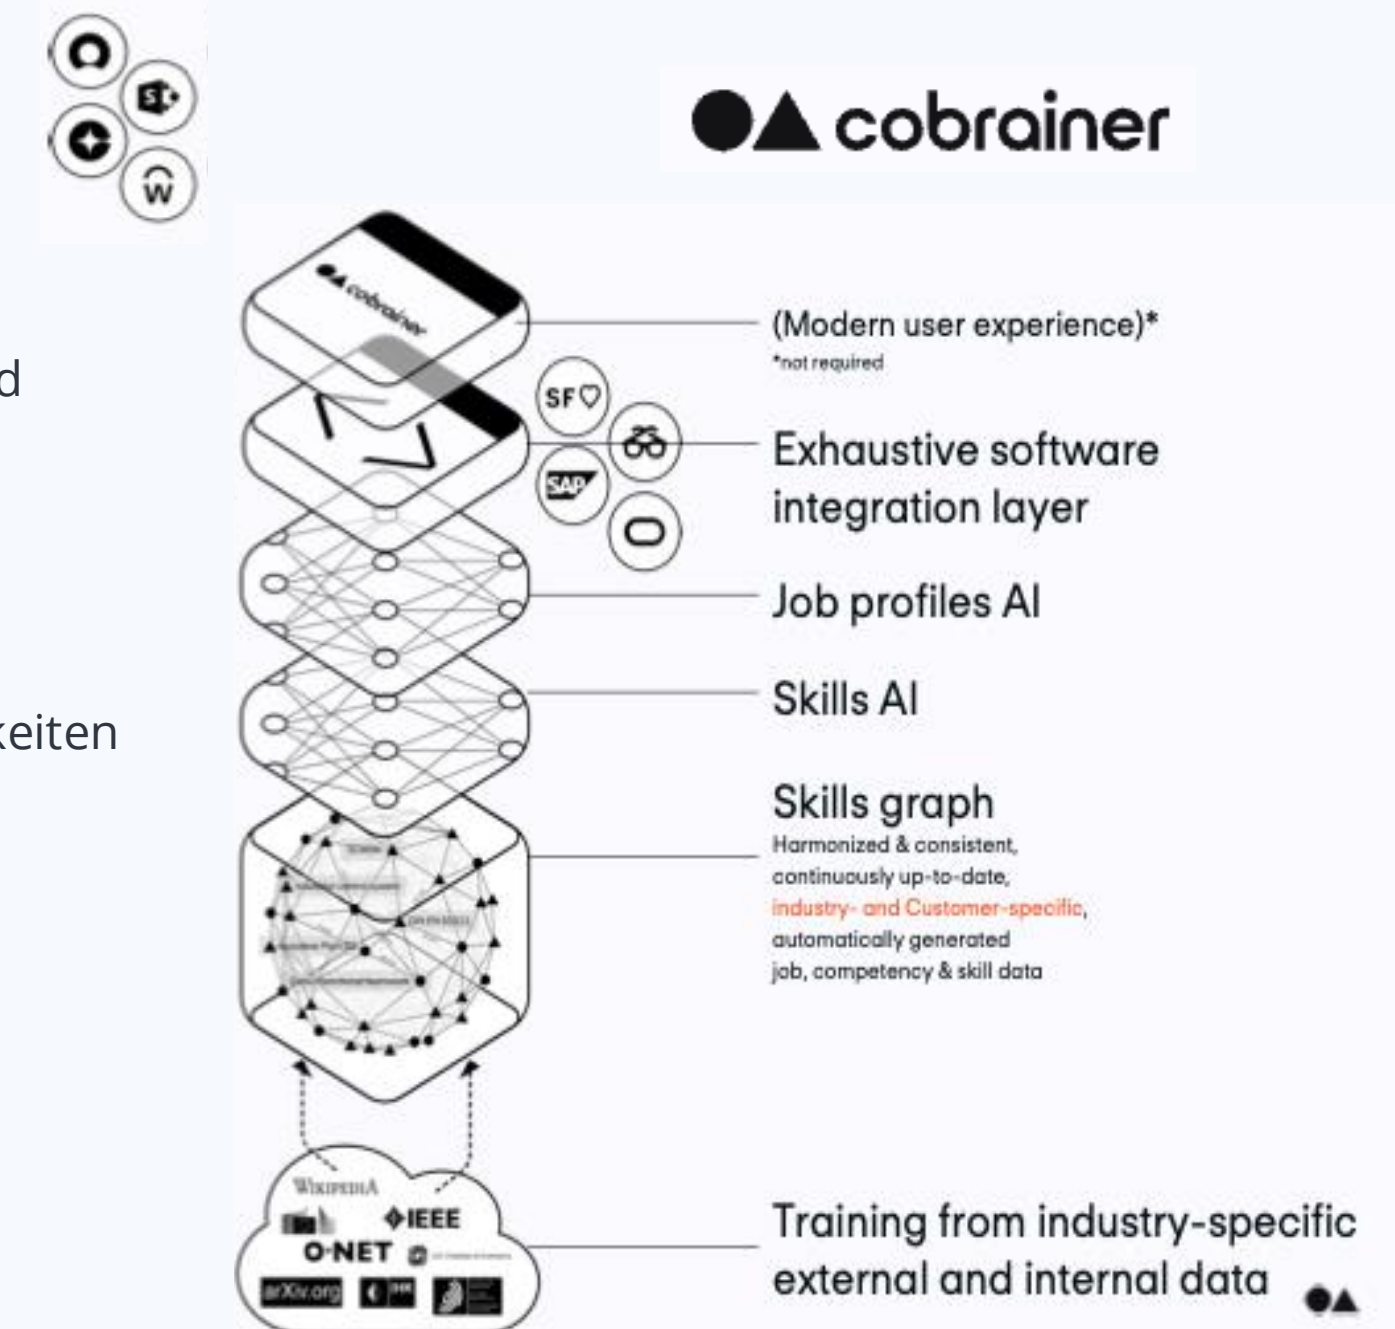 S
W
cobrainer
cobrainer
(Modern user experience)*
*not required
SF
SAP
Exhaustive software
integration layer
d
Job profiles AI
Skills AI
keiten
Skills graph
Harmonized & consistent,
continuously up-to-date,
industry- and Customer-specific,
automatically generated
job, competency & skill data
WIKIPEDIA
IEEE
O*NET
arXiv.org
IHK
Training from industry-specific
external and internal data